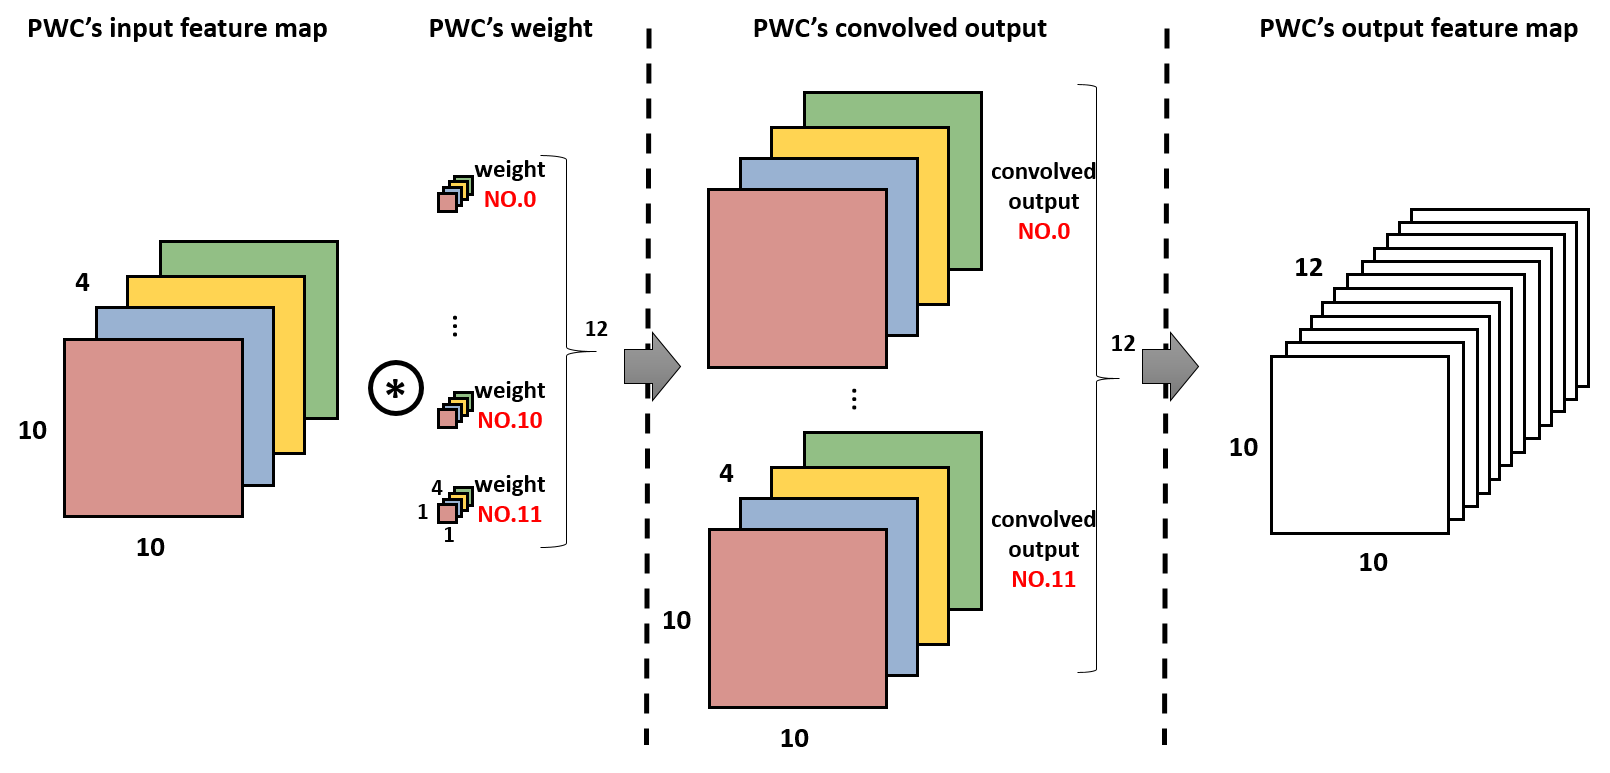 PWC’s input feature map
PWC’s weight
PWC’s convolved output
PWC’s output feature map
4
10
10
*
weight
NO.0
⋮
weight
NO.10
4
1
1
weight
NO.11
12
convolved
output
NO.0
⋮
4
10
10
convolved
output
NO.11
12
12
10
10